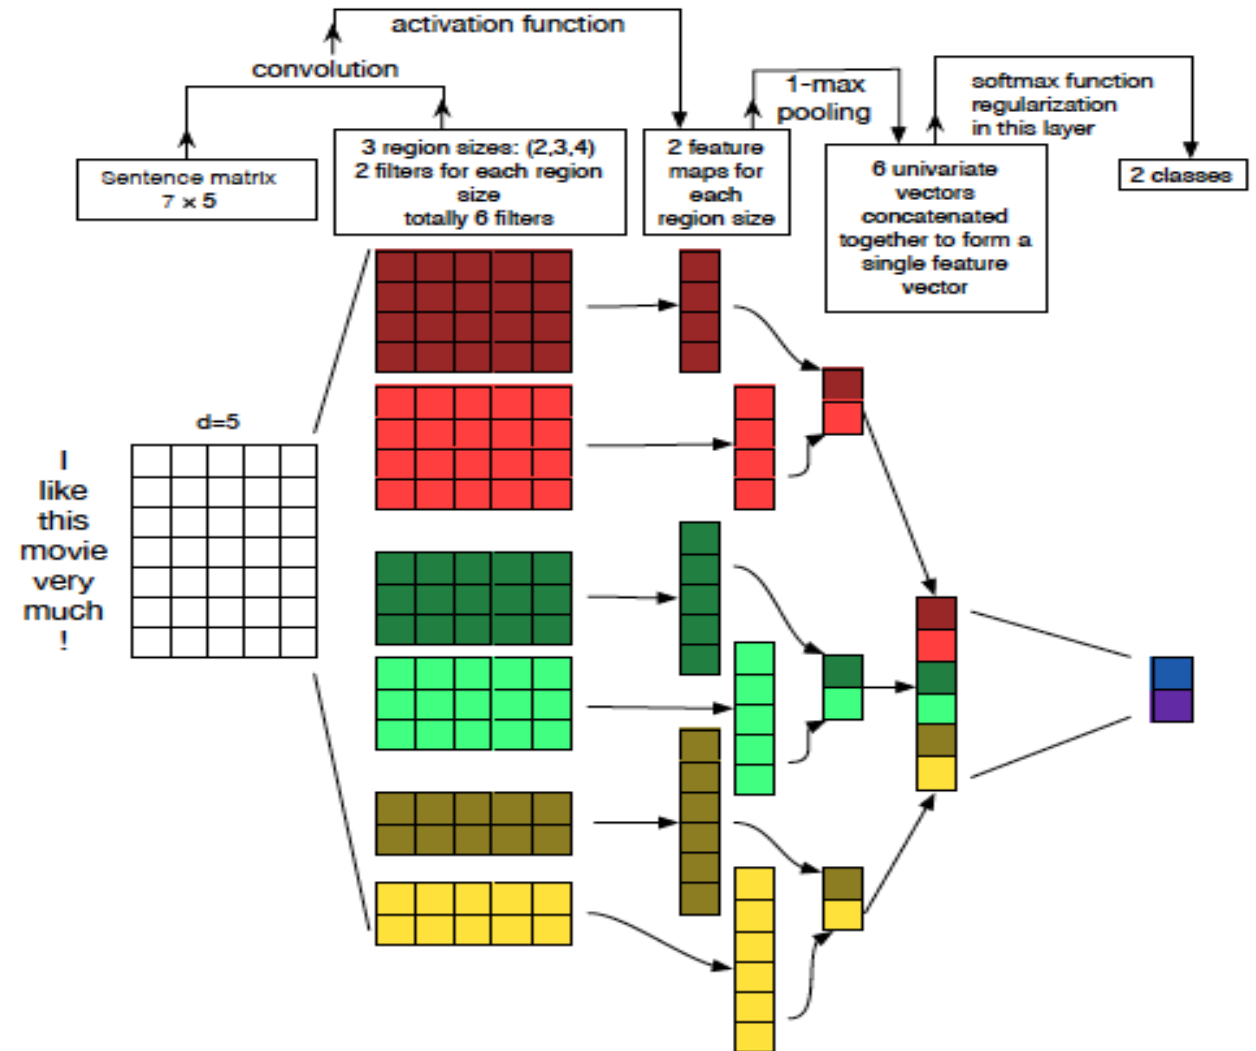 activation function
convolution
1-max
pooling
softmax function
regularization
in this layer
Sentence matrix
7 × 5
3 region sizes: (2,3,4)
2 filters for each region
size
totally 6 filters
2 feature
maps for
each
region size
6 univariate
vectors
concatenated
together to form a
single feature
vector
2 classes
d=5
I
like
this
movie
very
much
!